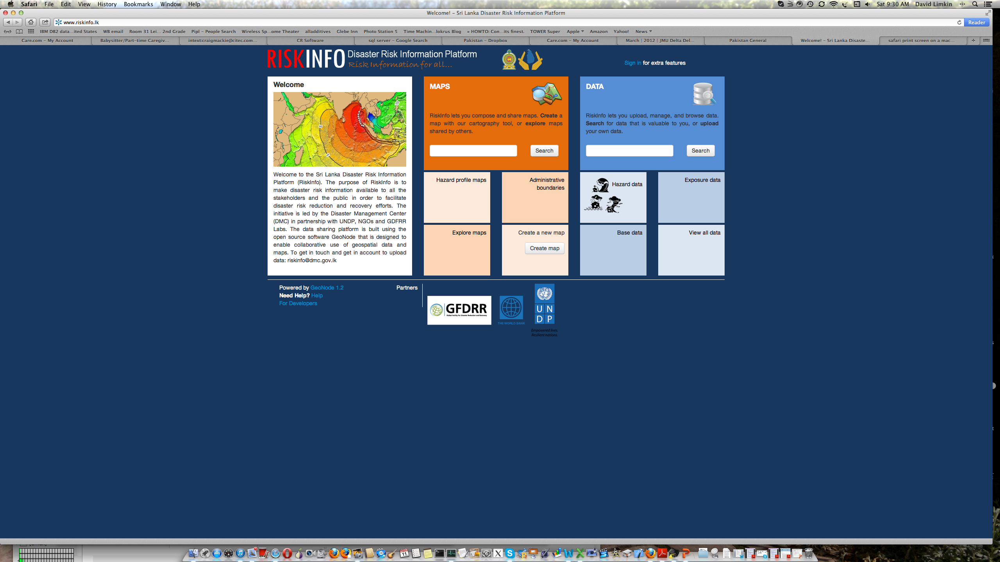 Safari File Edit View History Bookmarks Window Help
Sat 9:30 AM David Limkin
Welcome! – Sri Lanka Disaster Risk Information Platform
www.riskinfo.lk
Reader
IBM DB2 data...ited States WB email Room 31 Lei... 2nd Grade Pipl – People Search Wireless Sp...ome Theater alladditives Glebe Inn Photo Station 5 Time Machin...lokrus Blog » HOWTO: Con...its finest. TOWER Super Apple Amazon Yahoo! News
Care.com – My Account Babysitter/Part-time Caregiv... intext:craigmackie@citec.com... CR Software sql server – Google Search Pakistan – Dropbox Care.com – My Account March | 2012 | JMU Delta Del... Pakistan General Welcome! – Sri Lanka Disaste... safari print screen on a mac...
RISKINFO Disaster Risk Information Platform
Risk Information for all...
Sign in for extra features
Welcome
5
5
10
Welcome to the Sri Lanka Disaster Risk Information
Platform (RiskInfo). The purpose of RiskInfo is to
make disaster risk information available to all the
stakeholders and the public in order to facilitate
disaster risk reduction and recovery efforts. The
initiative is led by the Disaster Management Center
(DMC) in partnership with UNDP, NGOs and GDFRR
Labs. The data sharing platform is built using the
open source software GeoNode that is designed to
enable collaborative use of geospatial data and
maps. To get in touch and get in account to upload
data: riskinfo@dmc.gov.lk
MAPS
RiskInfo lets you compose and share maps. Create a
map with our cartography tool, or explore maps
shared by others.
Search
Hazard profile maps
Administrative
boundaries
Explore maps
Create a new map
Create map
DATA
RiskInfo lets you upload, manage, and browse data.
Search for data that is valuable to you, or upload
your own data.
Search
Hazard data
Exposure data
Base data
View all data
Powered by GeoNode 1.2
Need Help? Help
For Developers
Partners
GFDRR
Global Facility for Disaster Reduction and Recovery
THE WORLD BANK
U N
D P
Empowered lives.
Resilient nations.
11